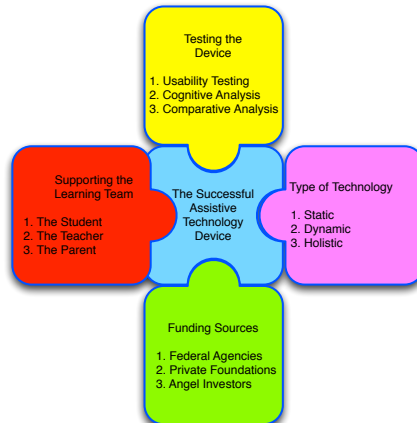 Testing the
Device
1. Usability Testing
2. Cognitive Analysis
3. Comparative Analysis
Supporting the
Learning Team
1. The Student
2. The Teacher
3. The Parent
The Successful
Assistive
Technology
Device
Type of Technology
1. Static
2. Dynamic
3. Holistic
Funding Sources
1. Federal Agencies
2. Private Foundations
3. Angel Investors